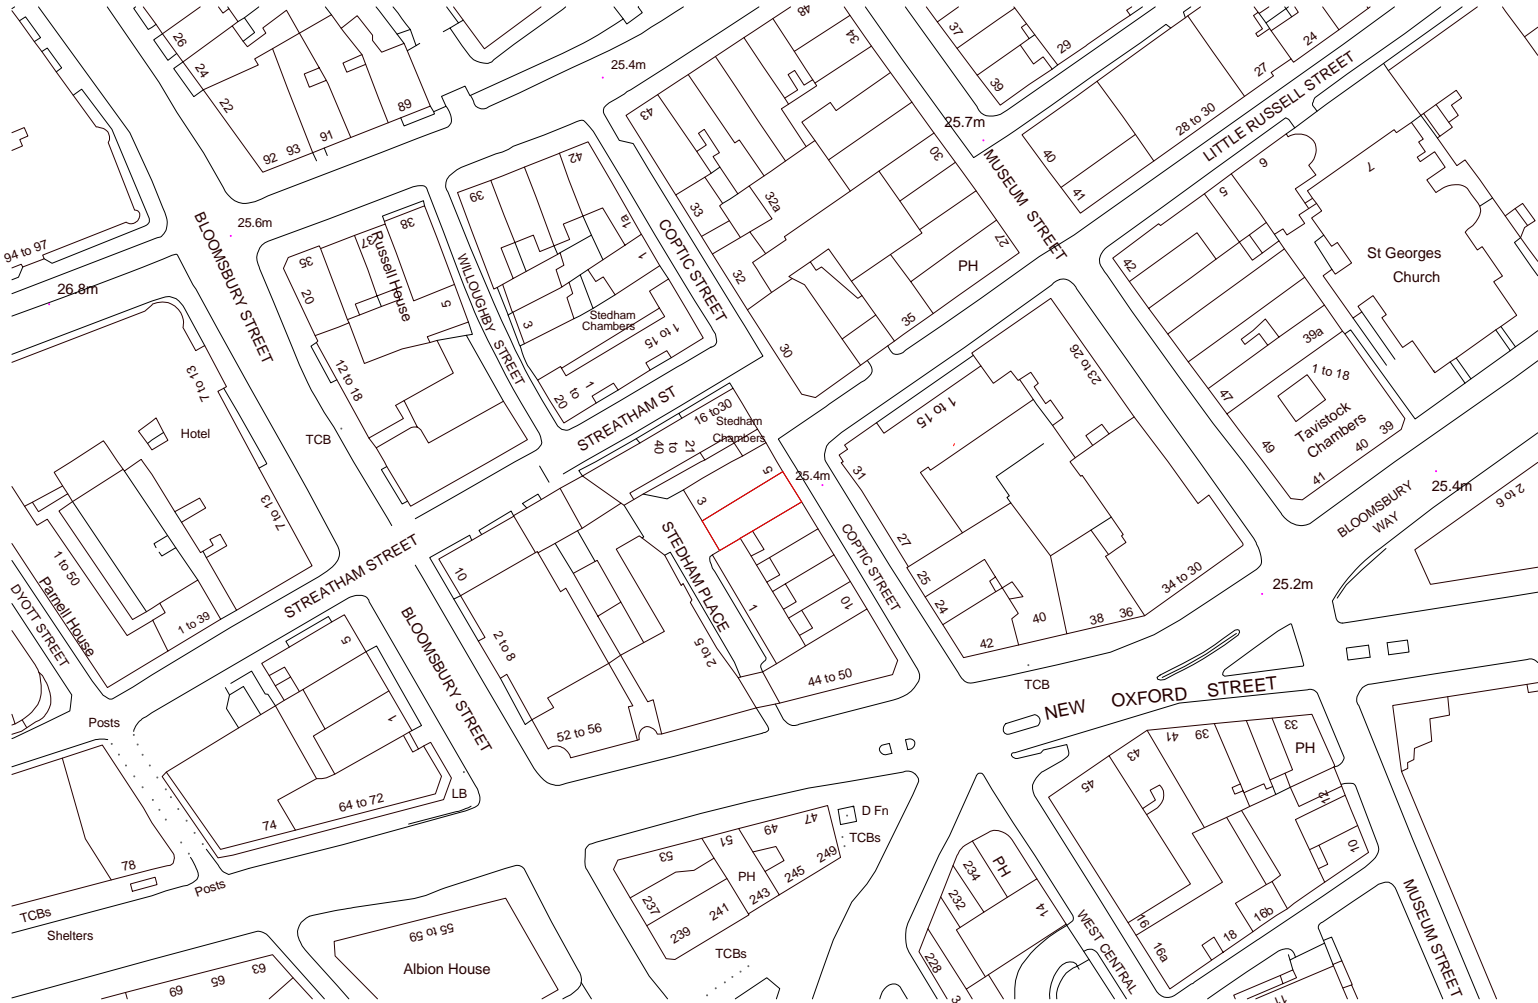 26
24
22
92
93
91
89
25.4m
48
34
43
37
39
29
24
27
28 to 30
LITTLE RUSSELL STREET
25.7m
40
41
MUSEUM STREET
30
32a
33
32
27
PH
35
30
COPTIC STREET
42
39
1a
1
3
Stedham
Chambers
1 to 15
1 to
20
WILLOUGHBY STREET
38
37
Russell House
35
20
5
12 to 18
25.6m
BLOOMSBURY STREET
94 to 97
26.8m
7 to 13
Hotel
7 to 13
TCB
STREATHAM ST
16 to 30
Stedham
Chambers
21
to
40
5
3
25.4m
6
5
7
St Georges
Church
42
39a
1 to 18
Tavistock
Chambers
47
49
41
40
39
BLOOMSBURY
WAY
25.4m
2 to 6
23 to 26
1 to 15
31
27
25
24
42
40
38
36
34 to 30
25.2m
COPTIC STREET
STEDHAM PLACE
1
10
2 to 5
44 to 50
10
2 to 8
52 to 56
STREATHAM STREET
BLOOMSBURY STREET
1 to 50
Parnell House
DYOTT STREET
1 to 39
5
1
Posts
64 to 72
74
LB
78
Posts
TCBs
Shelters
63
65
69
55 to 59
Albion House
TCB
NEW OXFORD STREET
53
51
49
47
D Fn
TCBs
PH
237
239
241
243
245
249
TCBs
45
43
41
39
33
PH
12
10
16
16a
18
16b
234
232
228
PH
14
WEST CENTRAL
MUSEUM STREET